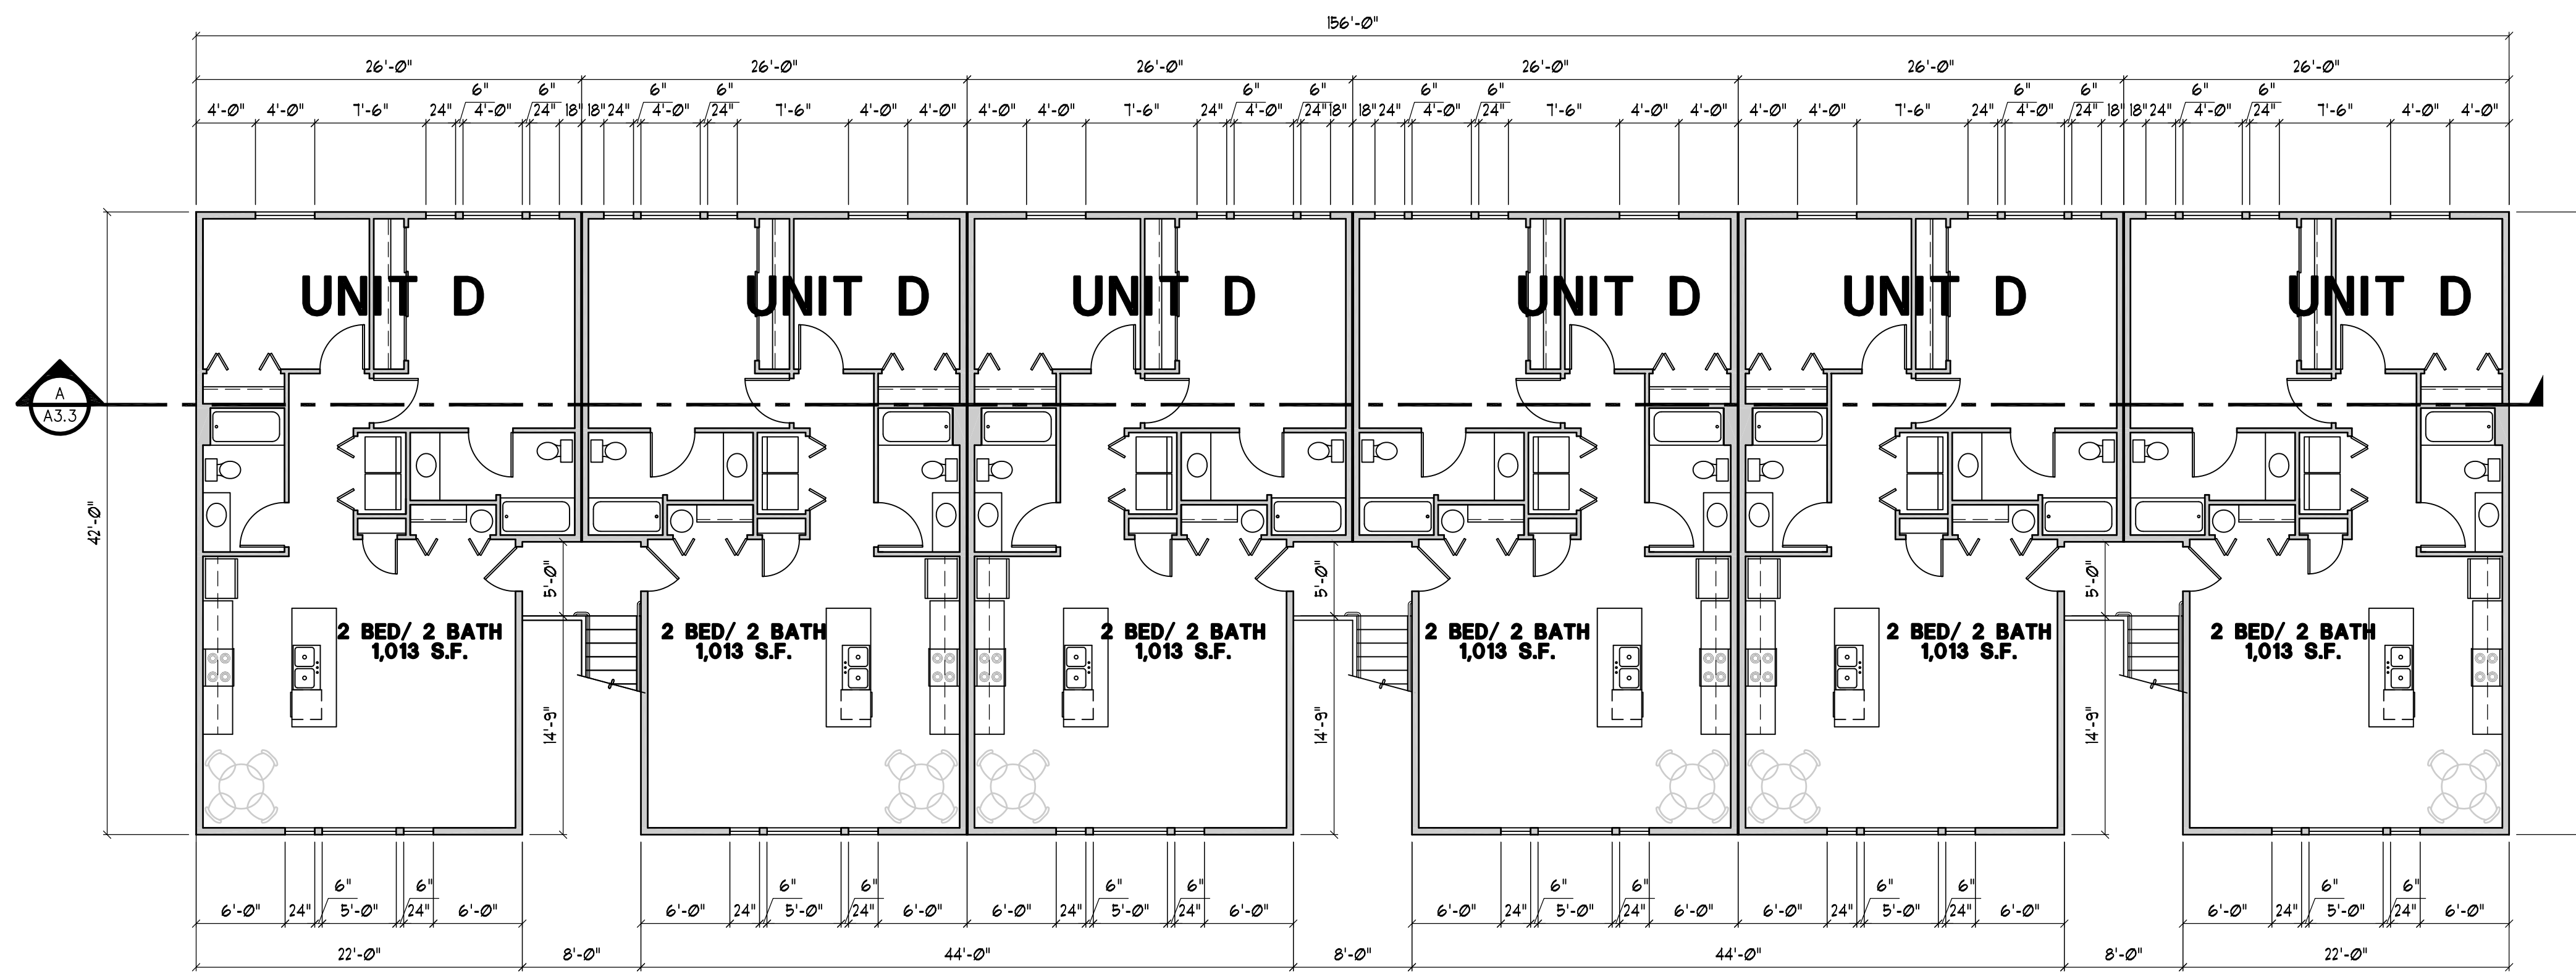 156'-0"
26'-0" 26'-0" 26'-0" 26'-0" 26'-0" 26'-0"
6" 6" 6" 6" 6" 6" 6" 6" 6" 6" 6" 6"
4'-0" 4'-0" 7'-6" 24" 4'-0" 24" 18" 18" 24" 4'-0" 24" 7'-6" 4'-0" 4'-0" 4'-0" 4'-0" 7'-6" 24" 4'-0" 24" 18" 18" 24" 4'-0" 24" 7'-6" 4'-0" 4'-0" 4'-0" 4'-0" 7'-6" 24" 4'-0" 24" 18" 18" 24" 4'-0" 24" 7'-6" 4'-0" 4'-0"
UNIT D UNIT D UNIT D UNIT D UNIT D UNIT D
A
A3.3
42'-0"
5'-0" 5'-0" 5'-0"
2 BED/ 2 BATH 2 BED/ 2 BATH 2 BED/ 2 BATH 2 BED/ 2 BATH 2 BED/ 2 BATH 2 BED/ 2 BATH
1,013 S.F. 1,013 S.F. 1,013 S.F. 1,013 S.F. 1,013 S.F. 1,013 S.F.
14'-9" 14'-9" 14'-9"
6" 6" 6" 6" 6" 6" 6" 6" 6" 6" 6" 6"
6'-0" 24" 5'-0" 24" 6'-0" 6'-0" 24" 5'-0" 24" 6'-0" 6'-0" 24" 5'-0" 24" 6'-0" 6'-0" 24" 5'-0" 24" 6'-0" 6'-0" 24" 5'-0" 24" 6'-0" 6'-0" 24" 5'-0" 24" 6'-0"
22'-0" 8'-0" 44'-0" 8'-0" 44'-0" 8'-0" 22'-0"